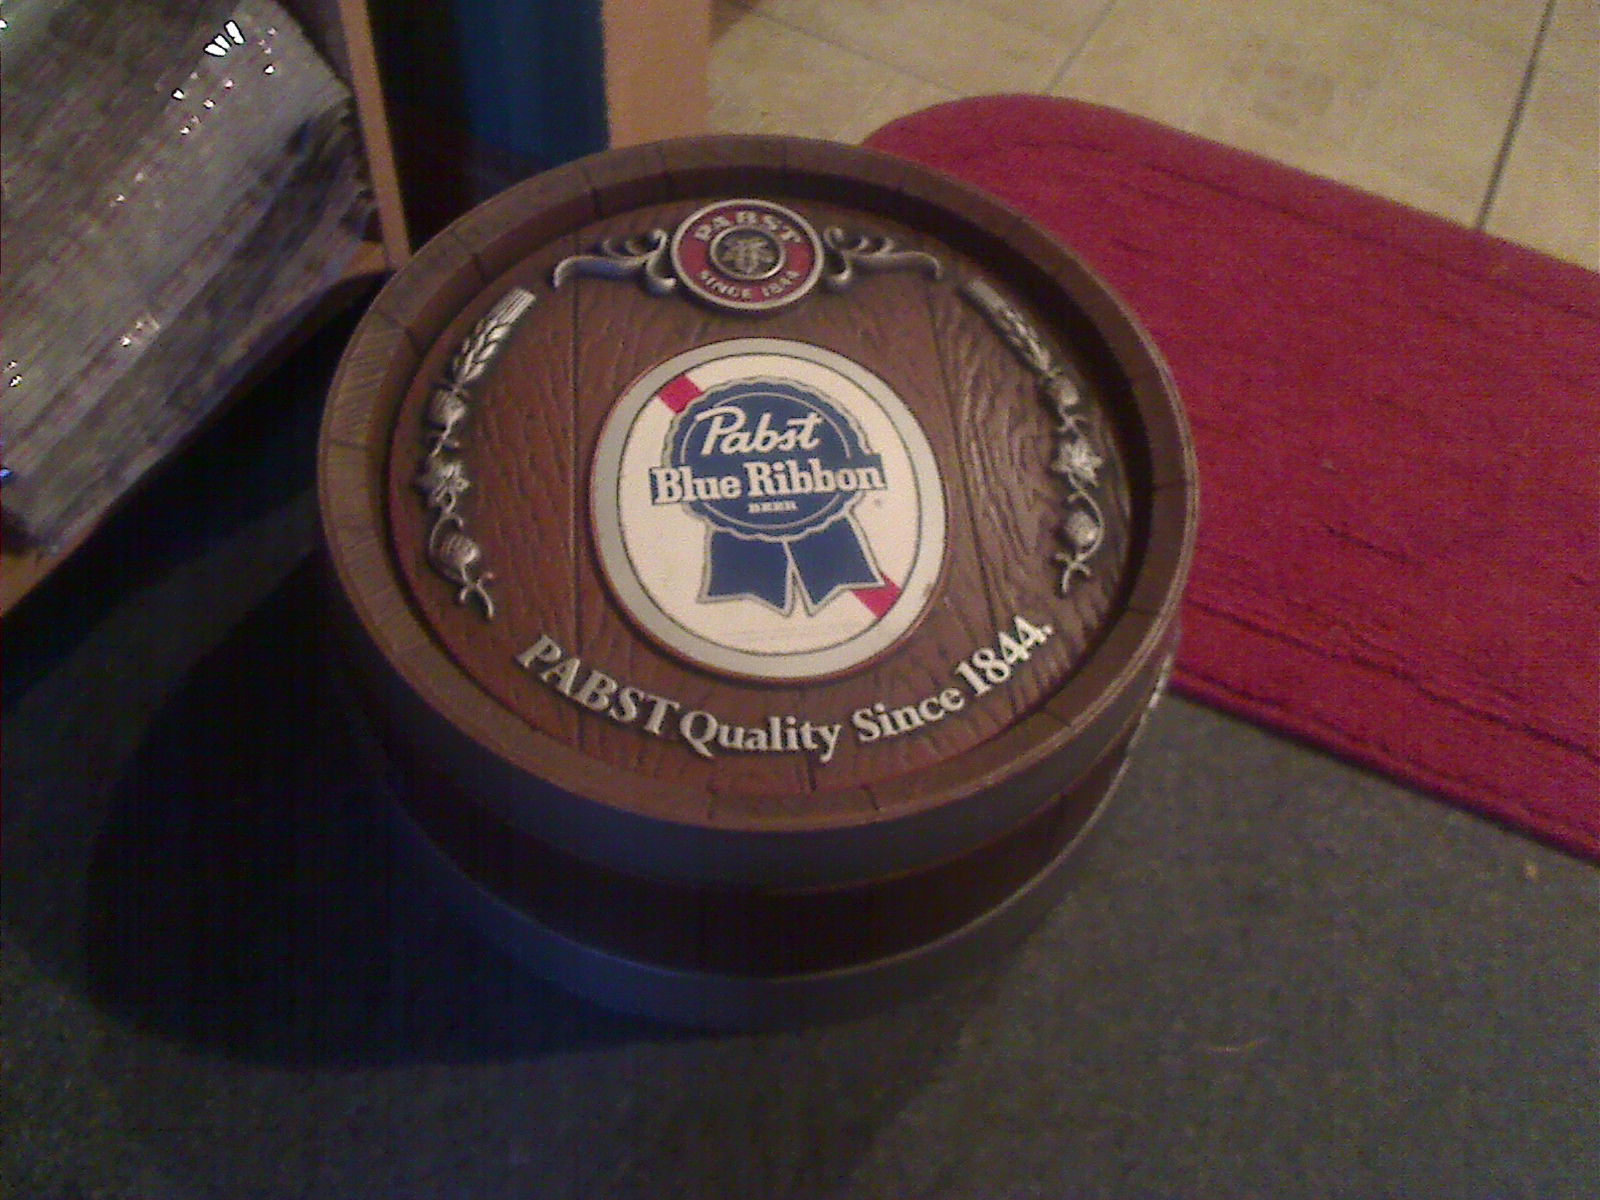 PABST
SINCE 1844
Pabst
Blue Ribbon
BEER
PABST Quality Since 1844.